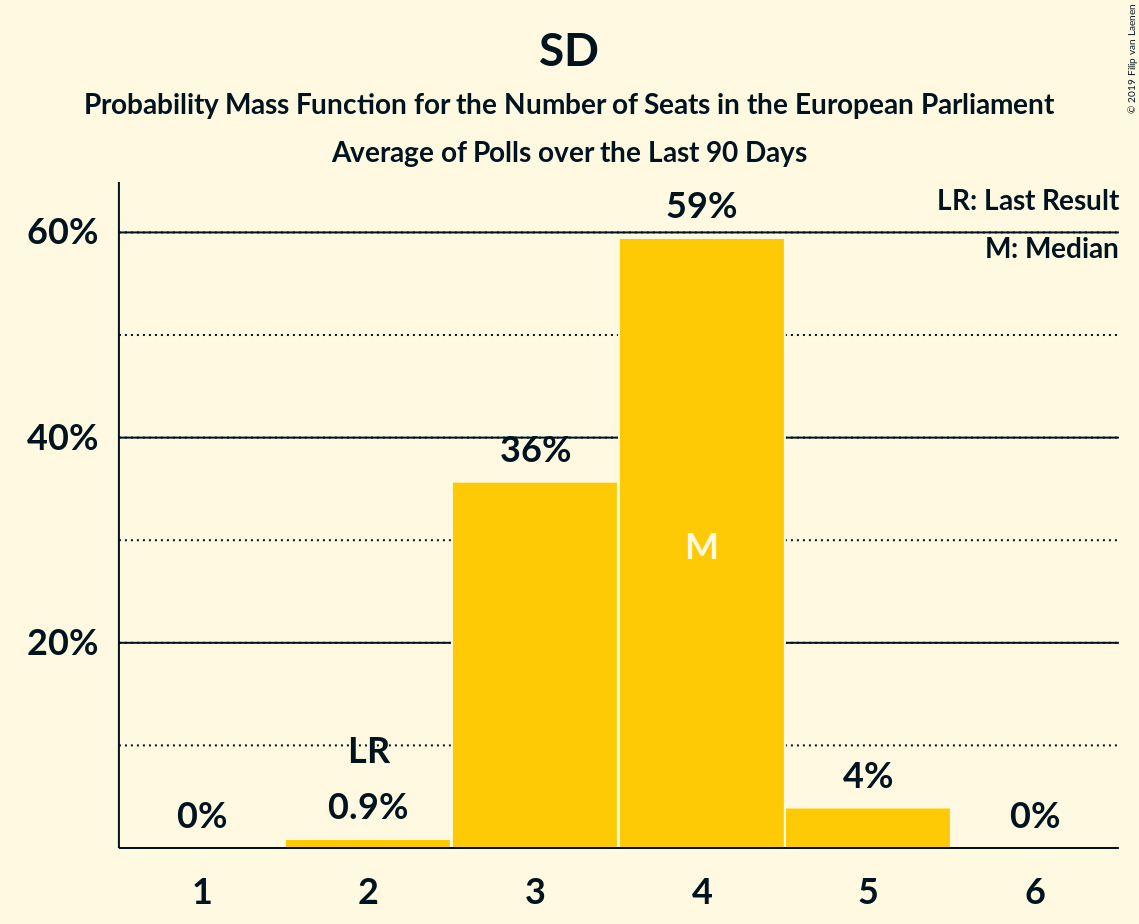 SD
Probability Mass Function for the Number of Seats in the European Parliament
Average of Polls over the Last 90 Days
© 2019 Filip van Laenen
LR: Last Result
M: Median
60%
40%
20%
0%
LR
0.9%
36%
59%
M
4%
0%
1 2 3 4 5 6